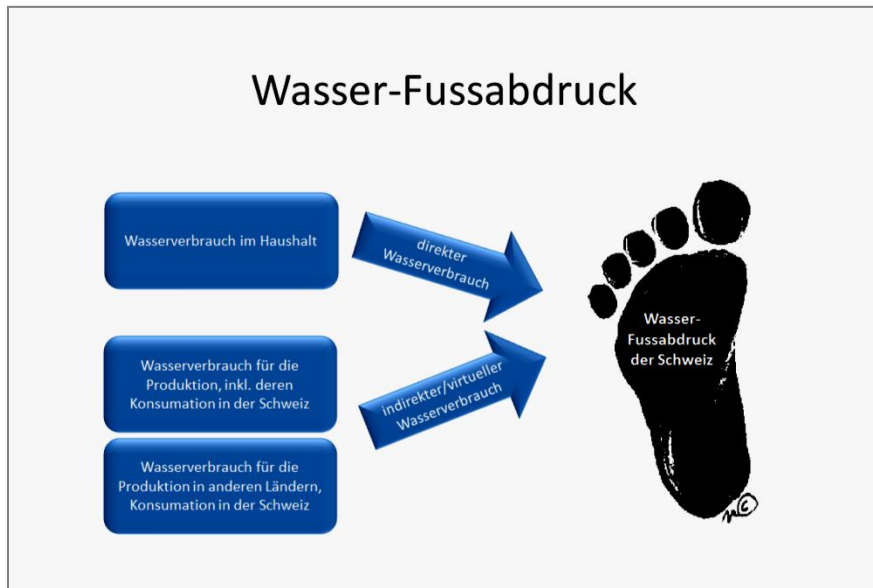 Wasser-Fussabdruck
Wasserverbrauch im Haushalt
direkter
Wasserverbrauch
Wasserverbrauch für die
Produktion, inkl. deren
Konsumation in der Schweiz
indirekter/virtueller
Wasserverbrauch
Wasserverbrauch für die
Produktion in anderen Ländern,
Konsumation in der Schweiz
Wasser-
Fussabdruck
der Schweiz